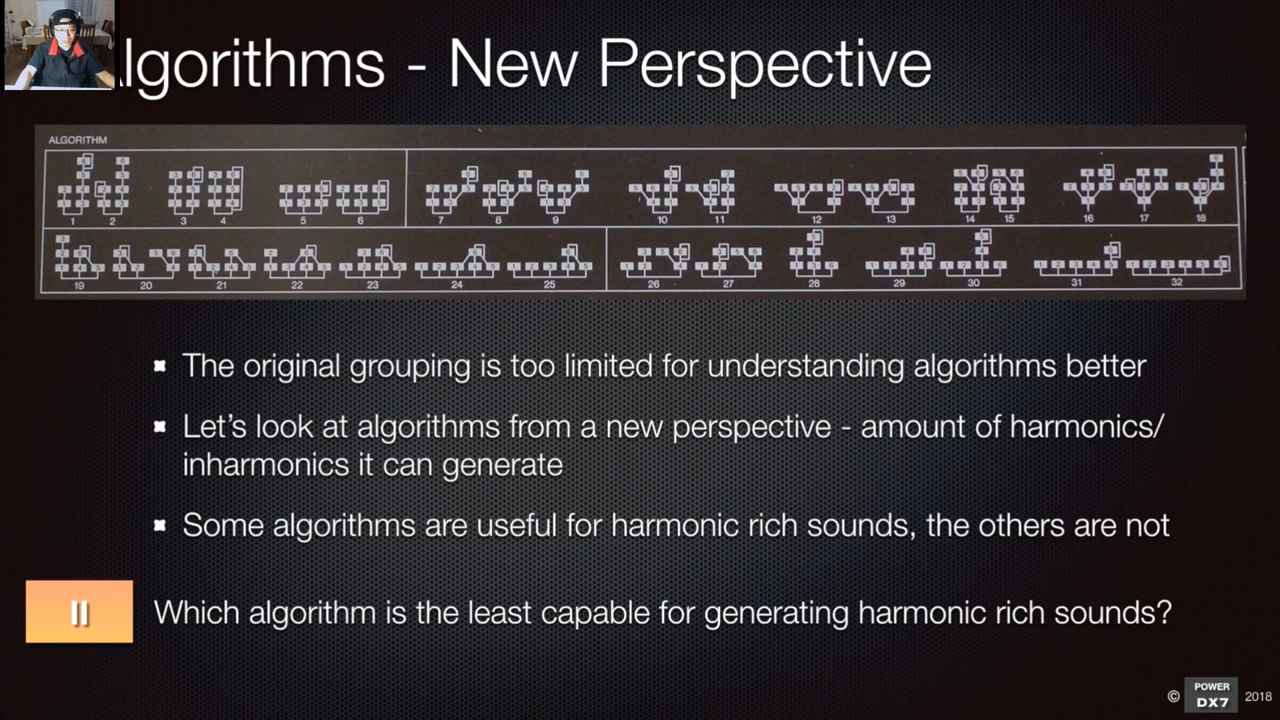 lgorithms - New Perspective
ALGORITHM
1 2 3 4 5 6 7 8 9 10 11 12 13 14 15 16 17 18
19 20 21 22 23 24 25 26 27 28 29 30 31 32
The original grouping is too limited for understanding algorithms better
Let's look at algorithms from a new perspective - amount of harmonics/
inharmonics it can generate
Some algorithms are useful for harmonic rich sounds, the others are not
Which algorithm is the least capable for generating harmonic rich sounds?
© POWER DX7 2018